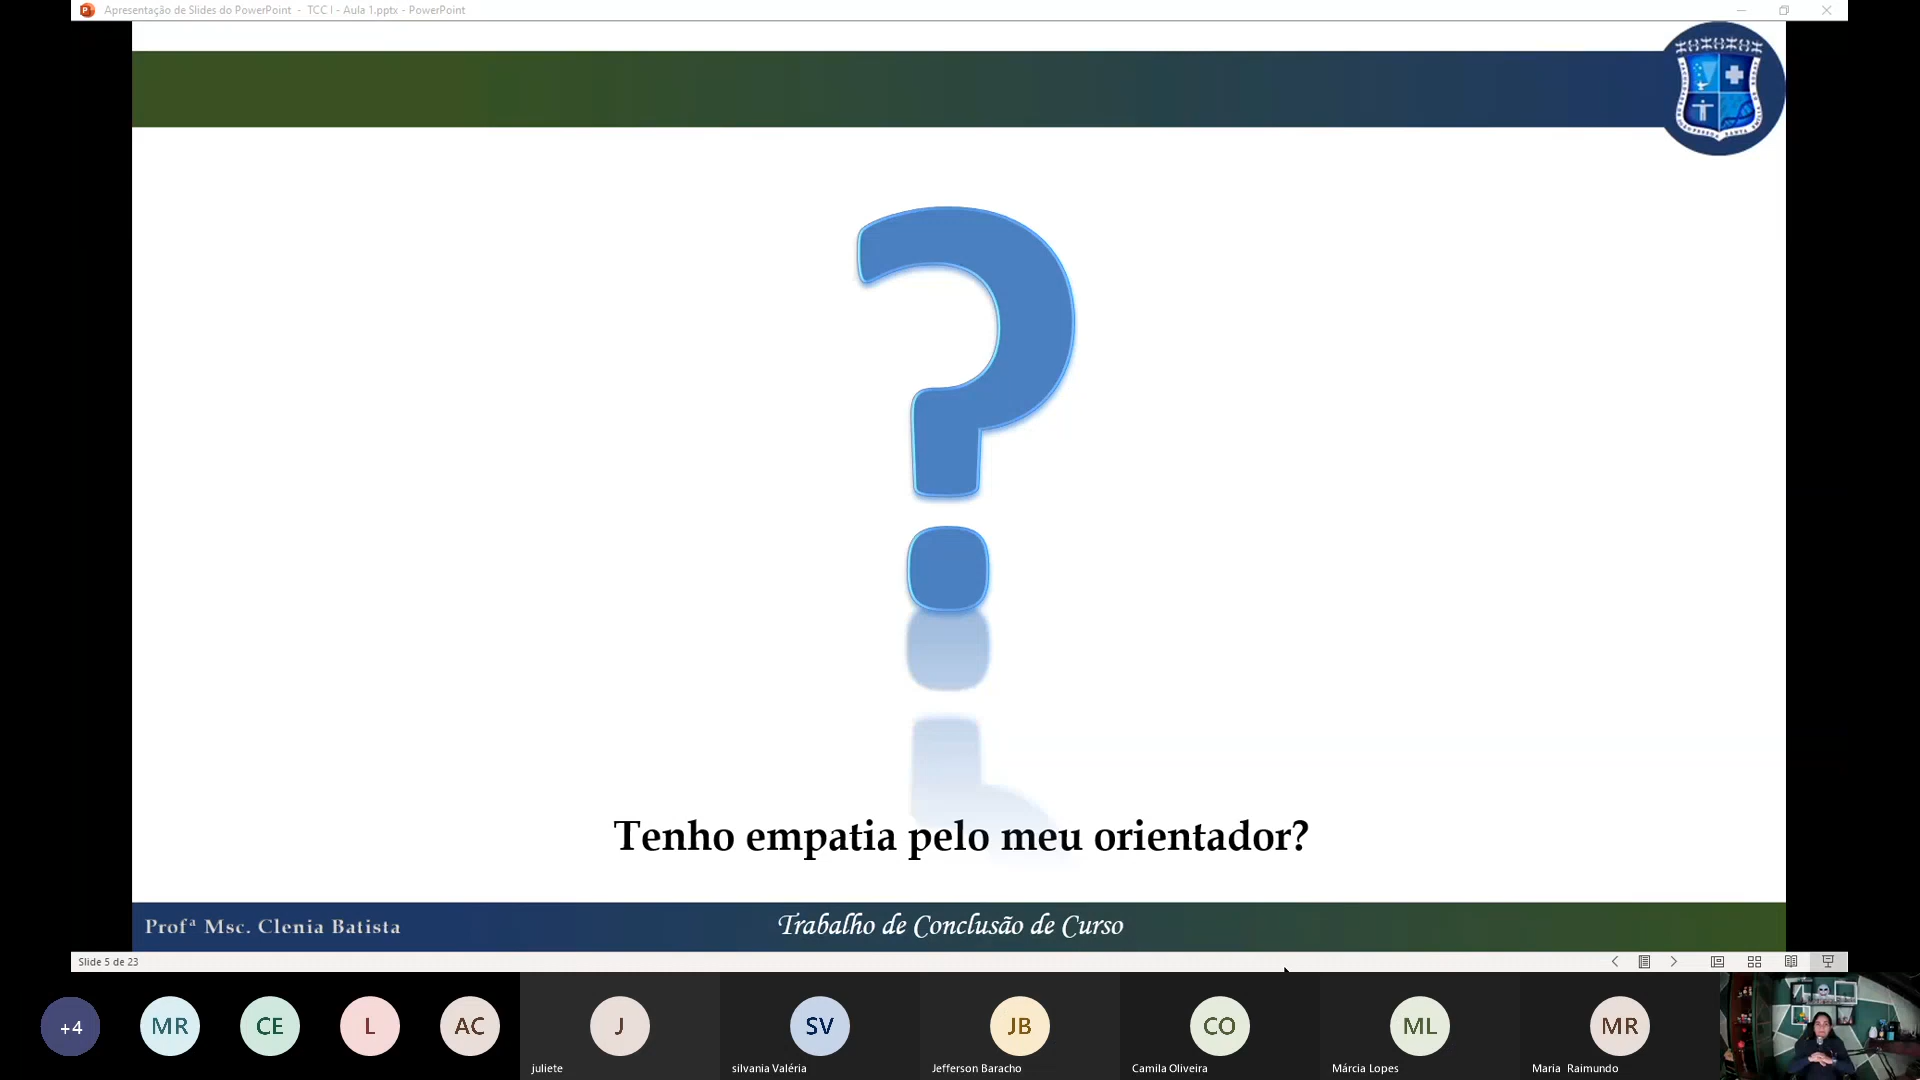 Apresentação de Slides do PowerPoint - TCC I - Aula 1.pptx - PowerPoint
?
Tenho empatia pelo meu orientador?
Profª Msc. Clenia Batista
Trabalho de Conclusão de Curso
Slide 5 de 23
+4
MR
CE
L
AC
J
SV
JB
CO
ML
MR
juliete
silvania Valéria
Jefferson Baracho
Camila Oliveira
Márcia Lopes
Maria Raimundo